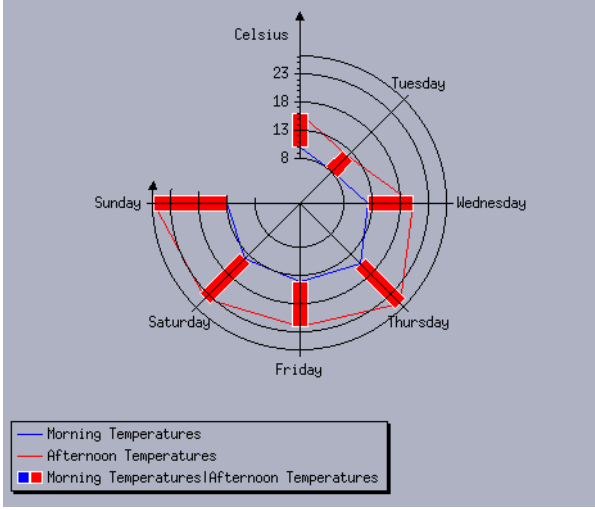 Celsius
23
Tuesday
18
13
8
Sunday
Wednesday
Saturday
Thursday
Friday
Morning Temperatures
Afternoon Temperatures
Morning Temperatures|Afternoon Temperatures